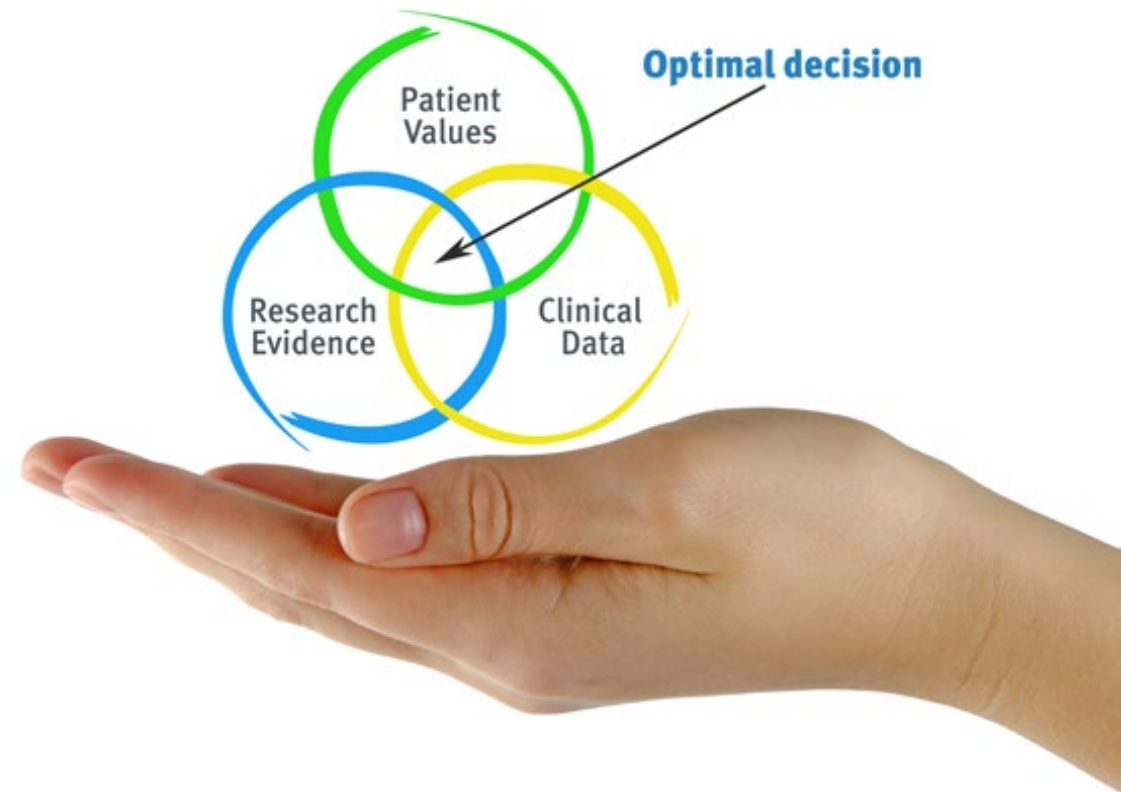 Optimal decision
Patient
Values
Research
Evidence
Clinical
Data